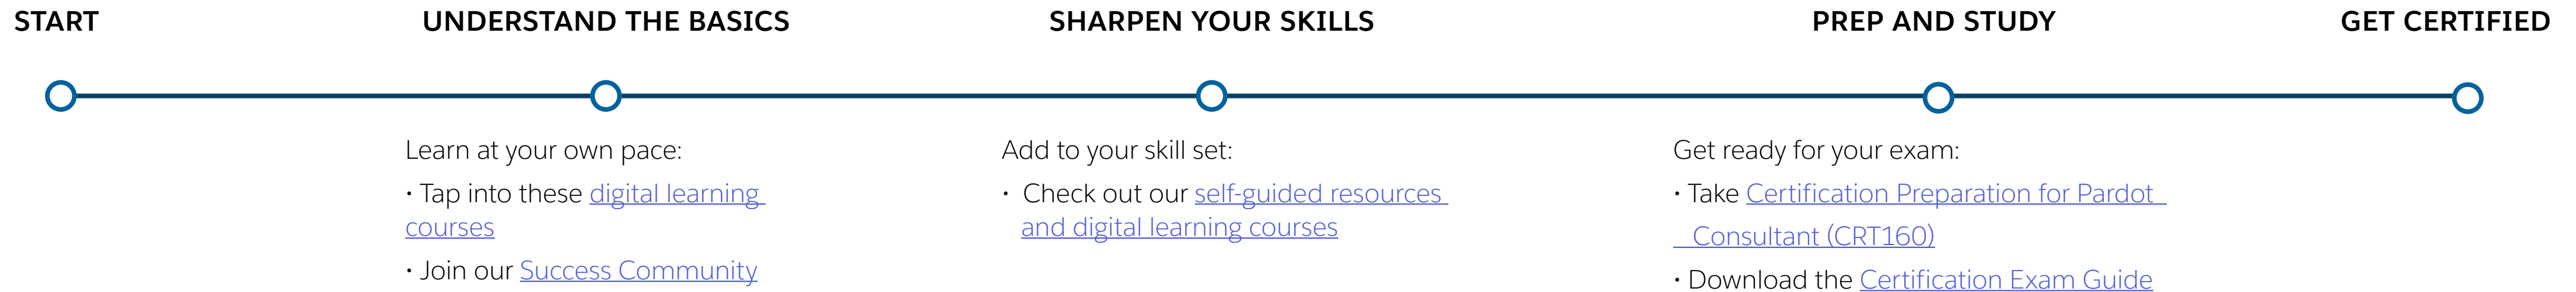 START
UNDERSTAND THE BASICS
SHARPEN YOUR SKILLS
PREP AND STUDY
GET CERTIFIED
Learn at your own pace:
· Tap into these digital learning
courses
· Join our Success Community
Add to your skill set:
· Check out our self-guided resources
and digital learning courses
Get ready for your exam:
· Take Certification Preparation for Pardot
Consultant (CRT160)
· Download the Certification Exam Guide